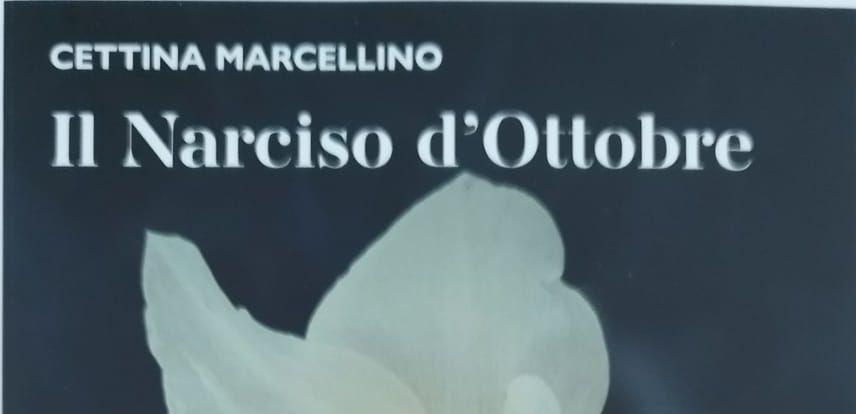 CETTINA MARCELLINO
Il Narciso d'Ottobre